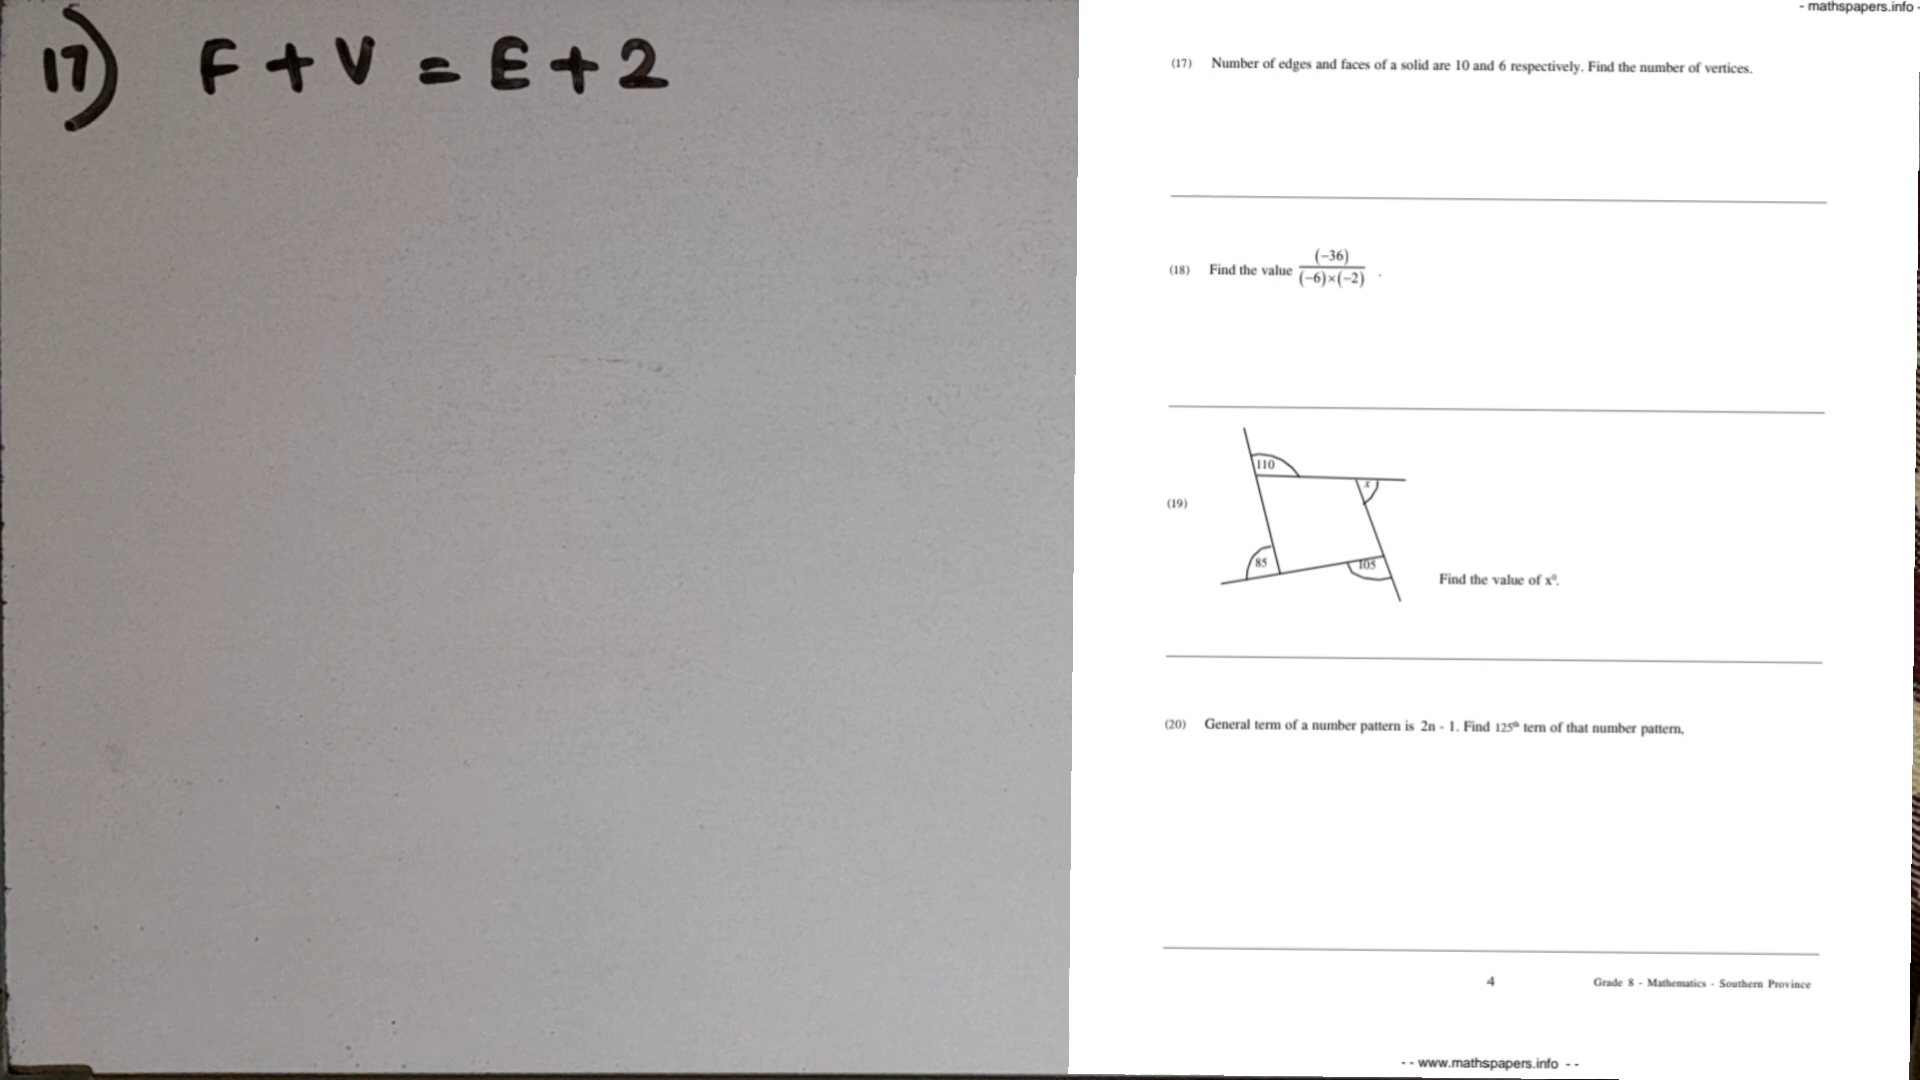 17) F + V = E + 2
- mathspapers.info -
(17) Number of edges and faces of a solid are 10 and 6 respectively. Find the number of vertices.
(18) Find the value (−36) / (−6)×(−2) .
110
x
(19)
85
105
Find the value of x⁰.
(20) General term of a number pattern is 2n - 1. Find 125ᵗʰ tern of that number pattern,
4
Grade 8 - Mathematics - Southern Province
- - www.mathspapers.info - -